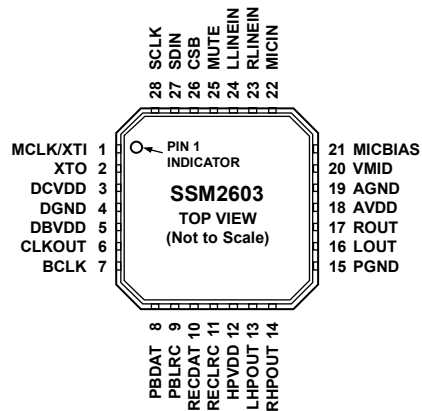 28 SCLK
27 SDIN
26 CSB
25 MUTE
24 LLINEIN
23 RLINEIN
22 MICIN
MCLK/XTI 1
XTO 2
DCVDD 3
DGND 4
DBVDD 5
CLKOUT 6
BCLK 7
PIN 1
INDICATOR
SSM2603
TOP VIEW
(Not to Scale)
21 MICBIAS
20 VMID
19 AGND
18 AVDD
17 ROUT
16 LOUT
15 PGND
PBDAT 8
PBLRC 9
RECDAT 10
RECLRC 11
HPVDD 12
LHPOUT 13
RHPOUT 14